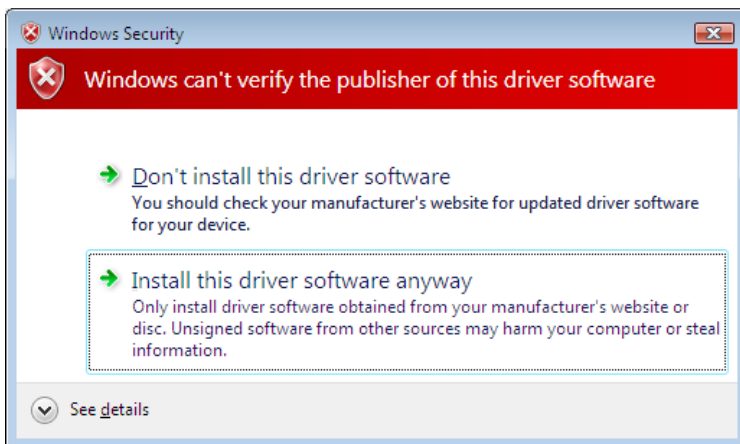 Windows Security
Windows can't verify the publisher of this driver software
Don't install this driver software
You should check your manufacturer's website for updated driver software
for your device.
Install this driver software anyway
Only install driver software obtained from your manufacturer's website or
disc. Unsigned software from other sources may harm your computer or steal
information.
See details